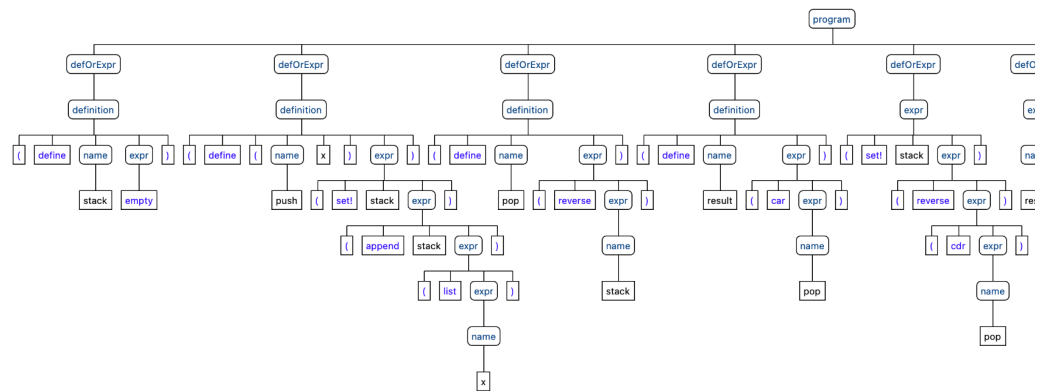 program
defOrExpr defOrExpr defOrExpr defOrExpr defOrExpr defO
definition definition definition definition expr
( define name expr ) ( define ( name x ) expr ) ( define name expr ) ( define name expr ) ( set! stack expr )
stack empty push ( set! stack expr ) pop ( reverse expr ) result ( car expr ) ( reverse expr )
( append stack expr ) name name ( cdr expr )
( list expr ) stack pop name
name pop
x